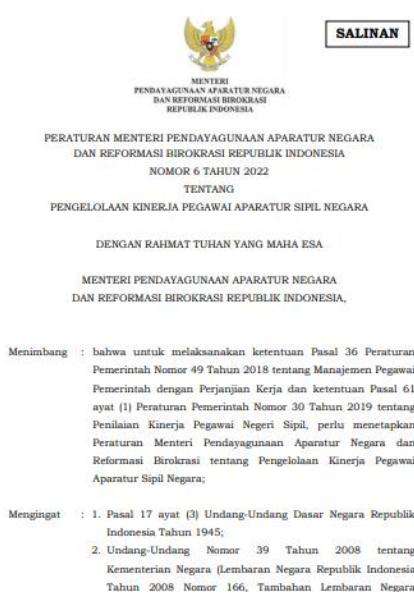 SALINAN
MENTERI
PENDAYAGUNAAN APARATUR NEGARA
DAN REFORMASI BIROKRASI
REPUBLIK INDONESIA
PERATURAN MENTERI PENDAYAGUNAAN APARATUR NEGARA
DAN REFORMASI BIROKRASI REPUBLIK INDONESIA
NOMOR 6 TAHUN 2022
TENTANG
PENGELOLAAN KINERJA PEGAWAI APARATUR SIPIL NEGARA
DENGAN RAHMAT TUHAN YANG MAHA ESA
MENTERI PENDAYAGUNAAN APARATUR NEGARA
DAN REFORMASI BIROKRASI REPUBLIK INDONESIA,
Menimbang : bahwa untuk melaksanakan ketentuan Pasal 36 Peraturan
Pemerintah Nomor 49 Tahun 2018 tentang Manajemen Pegawai
Pemerintah dengan Perjanjian Kerja dan ketentuan Pasal 61
ayat (1) Peraturan Pemerintah Nomor 30 Tahun 2019 tentang
Penilaian Kinerja Pegawai Negeri Sipil, perlu menetapkan
Peraturan Menteri Pendayagunaan Aparatur Negara dan
Reformasi Birokrasi tentang Pengelolaan Kinerja Pegawai
Aparatur Sipil Negara;
Mengingat : 1. Pasal 17 ayat (3) Undang-Undang Dasar Negara Republik
Indonesia Tahun 1945;
2. Undang-Undang Nomor 39 Tahun 2008 tentang
Kementerian Negara (Lembaran Negara Republik Indonesia
Tahun 2008 Nomor 166, Tambahan Lembaran Negara